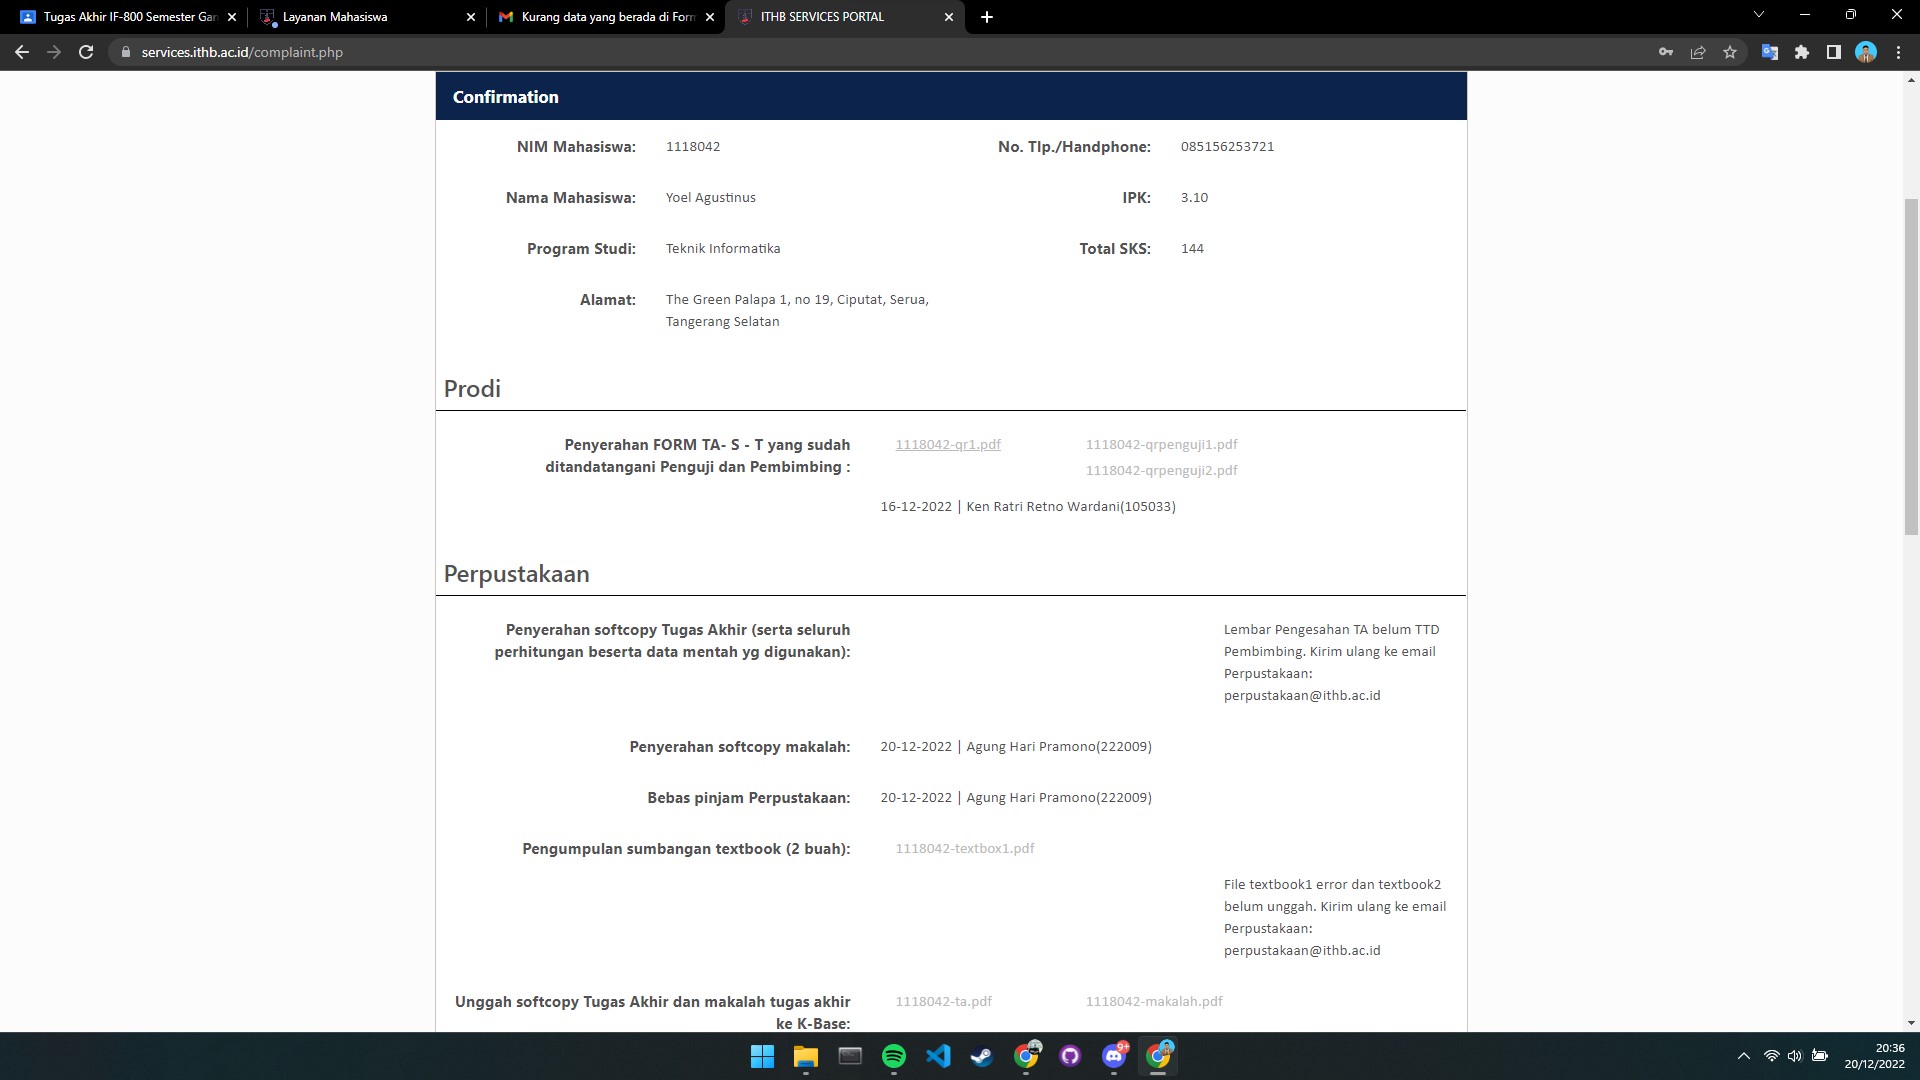 Tugas Akhir IF-800 Semester Gan
Layanan Mahasiswa
Kurang data yang berada di Form
ITHB SERVICES PORTAL
services.ithb.ac.id/complaint.php
Confirmation
NIM Mahasiswa: 1118042 No. Tlp./Handphone: 085156253721
Nama Mahasiswa: Yoel Agustinus IPK: 3.10
Program Studi: Teknik Informatika Total SKS: 144
Alamat: The Green Palapa 1, no 19, Ciputat, Serua,
Tangerang Selatan
Prodi
Penyerahan FORM TA- S - T yang sudah 1118042-qr1.pdf 1118042-qrpenguji1.pdf
ditandatangani Penguji dan Pembimbing : 1118042-qrpenguji2.pdf
16-12-2022 | Ken Ratri Retno Wardani(105033)
Perpustakaan
Penyerahan softcopy Tugas Akhir (serta seluruh Lembar Pengesahan TA belum TTD
perhitungan beserta data mentah yg digunakan): Pembimbing. Kirim ulang ke email
Perpustakaan:
perpustakaan@ithb.ac.id
Penyerahan softcopy makalah: 20-12-2022 | Agung Hari Pramono(222009)
Bebas pinjam Perpustakaan: 20-12-2022 | Agung Hari Pramono(222009)
Pengumpulan sumbangan textbook (2 buah): 1118042-textbox1.pdf
File textbook1 error dan textbook2
belum unggah. Kirim ulang ke email
Perpustakaan:
perpustakaan@ithb.ac.id
Unggah softcopy Tugas Akhir dan makalah tugas akhir 1118042-ta.pdf 1118042-makalah.pdf
ke K-Base:
9+
20:36
20/12/2022